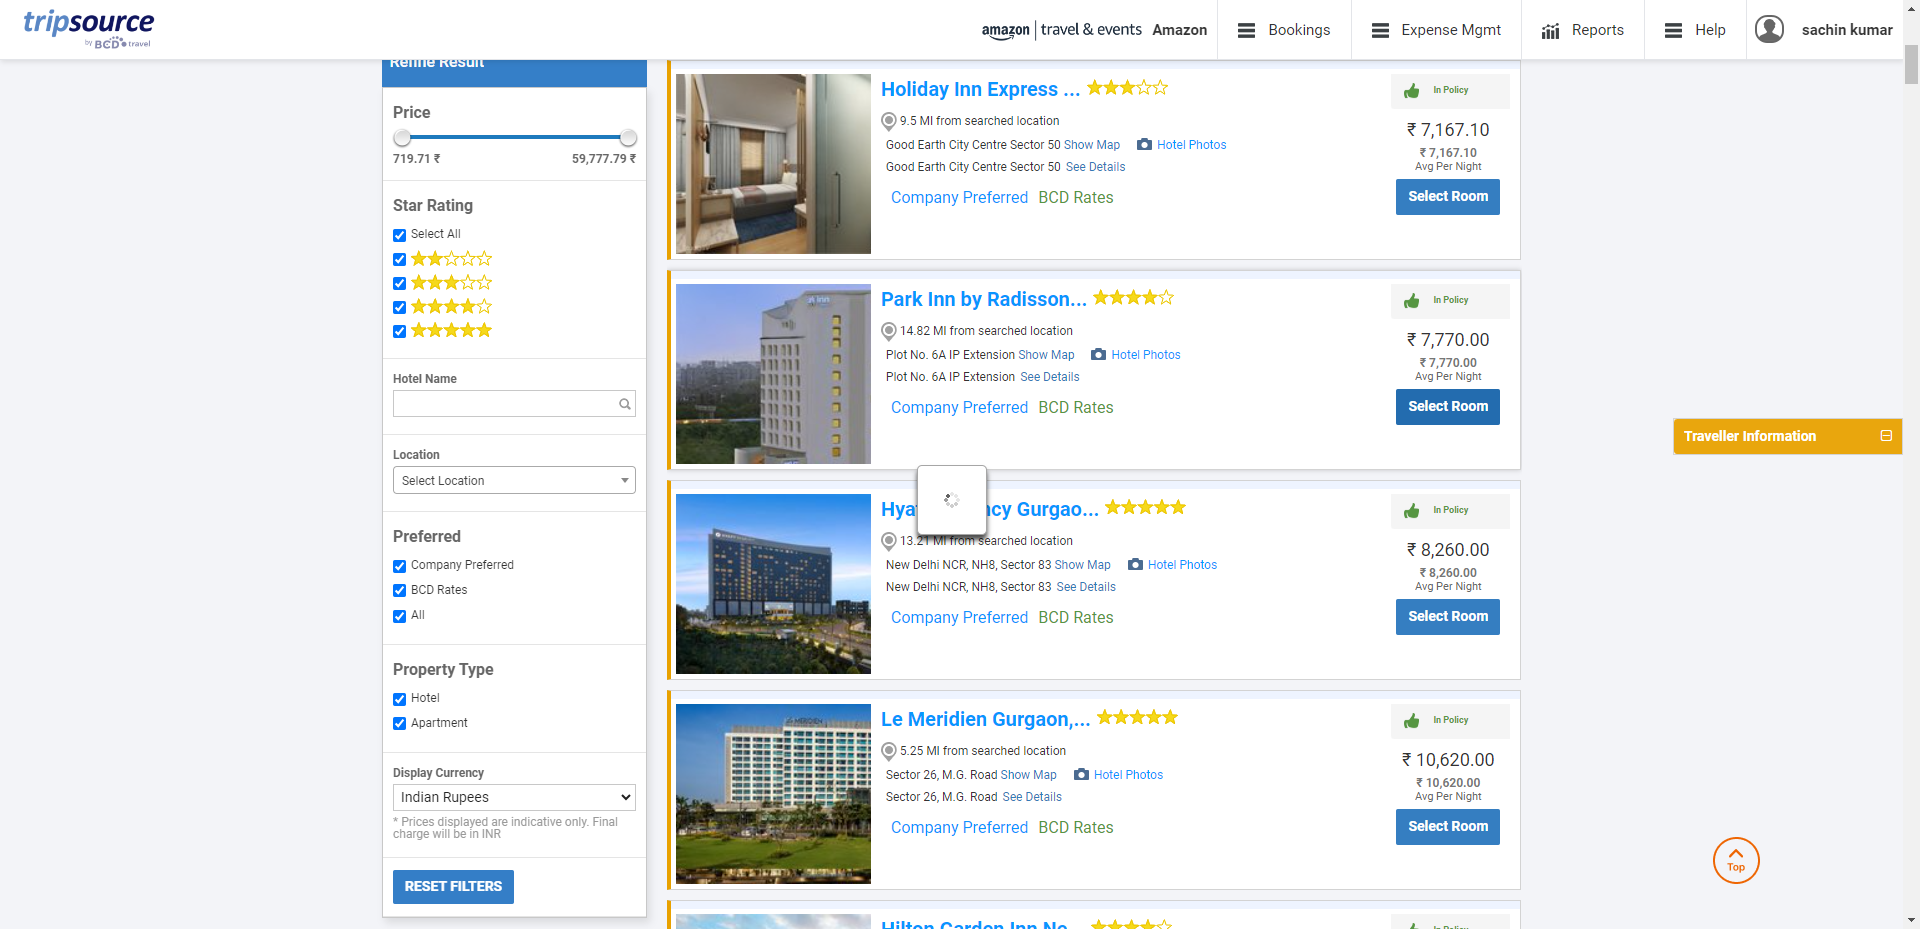 tripsource
by BCD travel
amazon travel & events Amazon
Bookings
Expense Mgmt
Reports
Help
sachin kumar
Refine Result
Price
719.71 ₹ 59,777.79 ₹
Star Rating
Select All
Hotel Name
Location
Select Location
Preferred
Company Preferred
BCD Rates
All
Property Type
Hotel
Apartment
Display Currency
Indian Rupees
* Prices displayed are indicative only. Final
charge will be in INR
RESET FILTERS
Holiday Inn Express ...
9.5 MI from searched location
Good Earth City Centre Sector 50 Show Map Hotel Photos
Good Earth City Centre Sector 50 See Details
Company Preferred BCD Rates
In Policy
₹ 7,167.10
₹ 7,167.10
Avg Per Night
Select Room
Park Inn by Radisson...
14.82 MI from searched location
Plot No. 6A IP Extension Show Map Hotel Photos
Plot No. 6A IP Extension See Details
Company Preferred BCD Rates
In Policy
₹ 7,770.00
₹ 7,770.00
Avg Per Night
Select Room
Hya ncy Gurgao...
13.21 MI from searched location
New Delhi NCR, NH8, Sector 83 Show Map Hotel Photos
New Delhi NCR, NH8, Sector 83 See Details
Company Preferred BCD Rates
In Policy
₹ 8,260.00
₹ 8,260.00
Avg Per Night
Select Room
Le Meridien Gurgaon,...
5.25 MI from searched location
Sector 26, M.G. Road Show Map Hotel Photos
Sector 26, M.G. Road See Details
Company Preferred BCD Rates
In Policy
₹ 10,620.00
₹ 10,620.00
Avg Per Night
Select Room
Hilton Garden Inn Ne...
In Policy
Traveller Information
Top